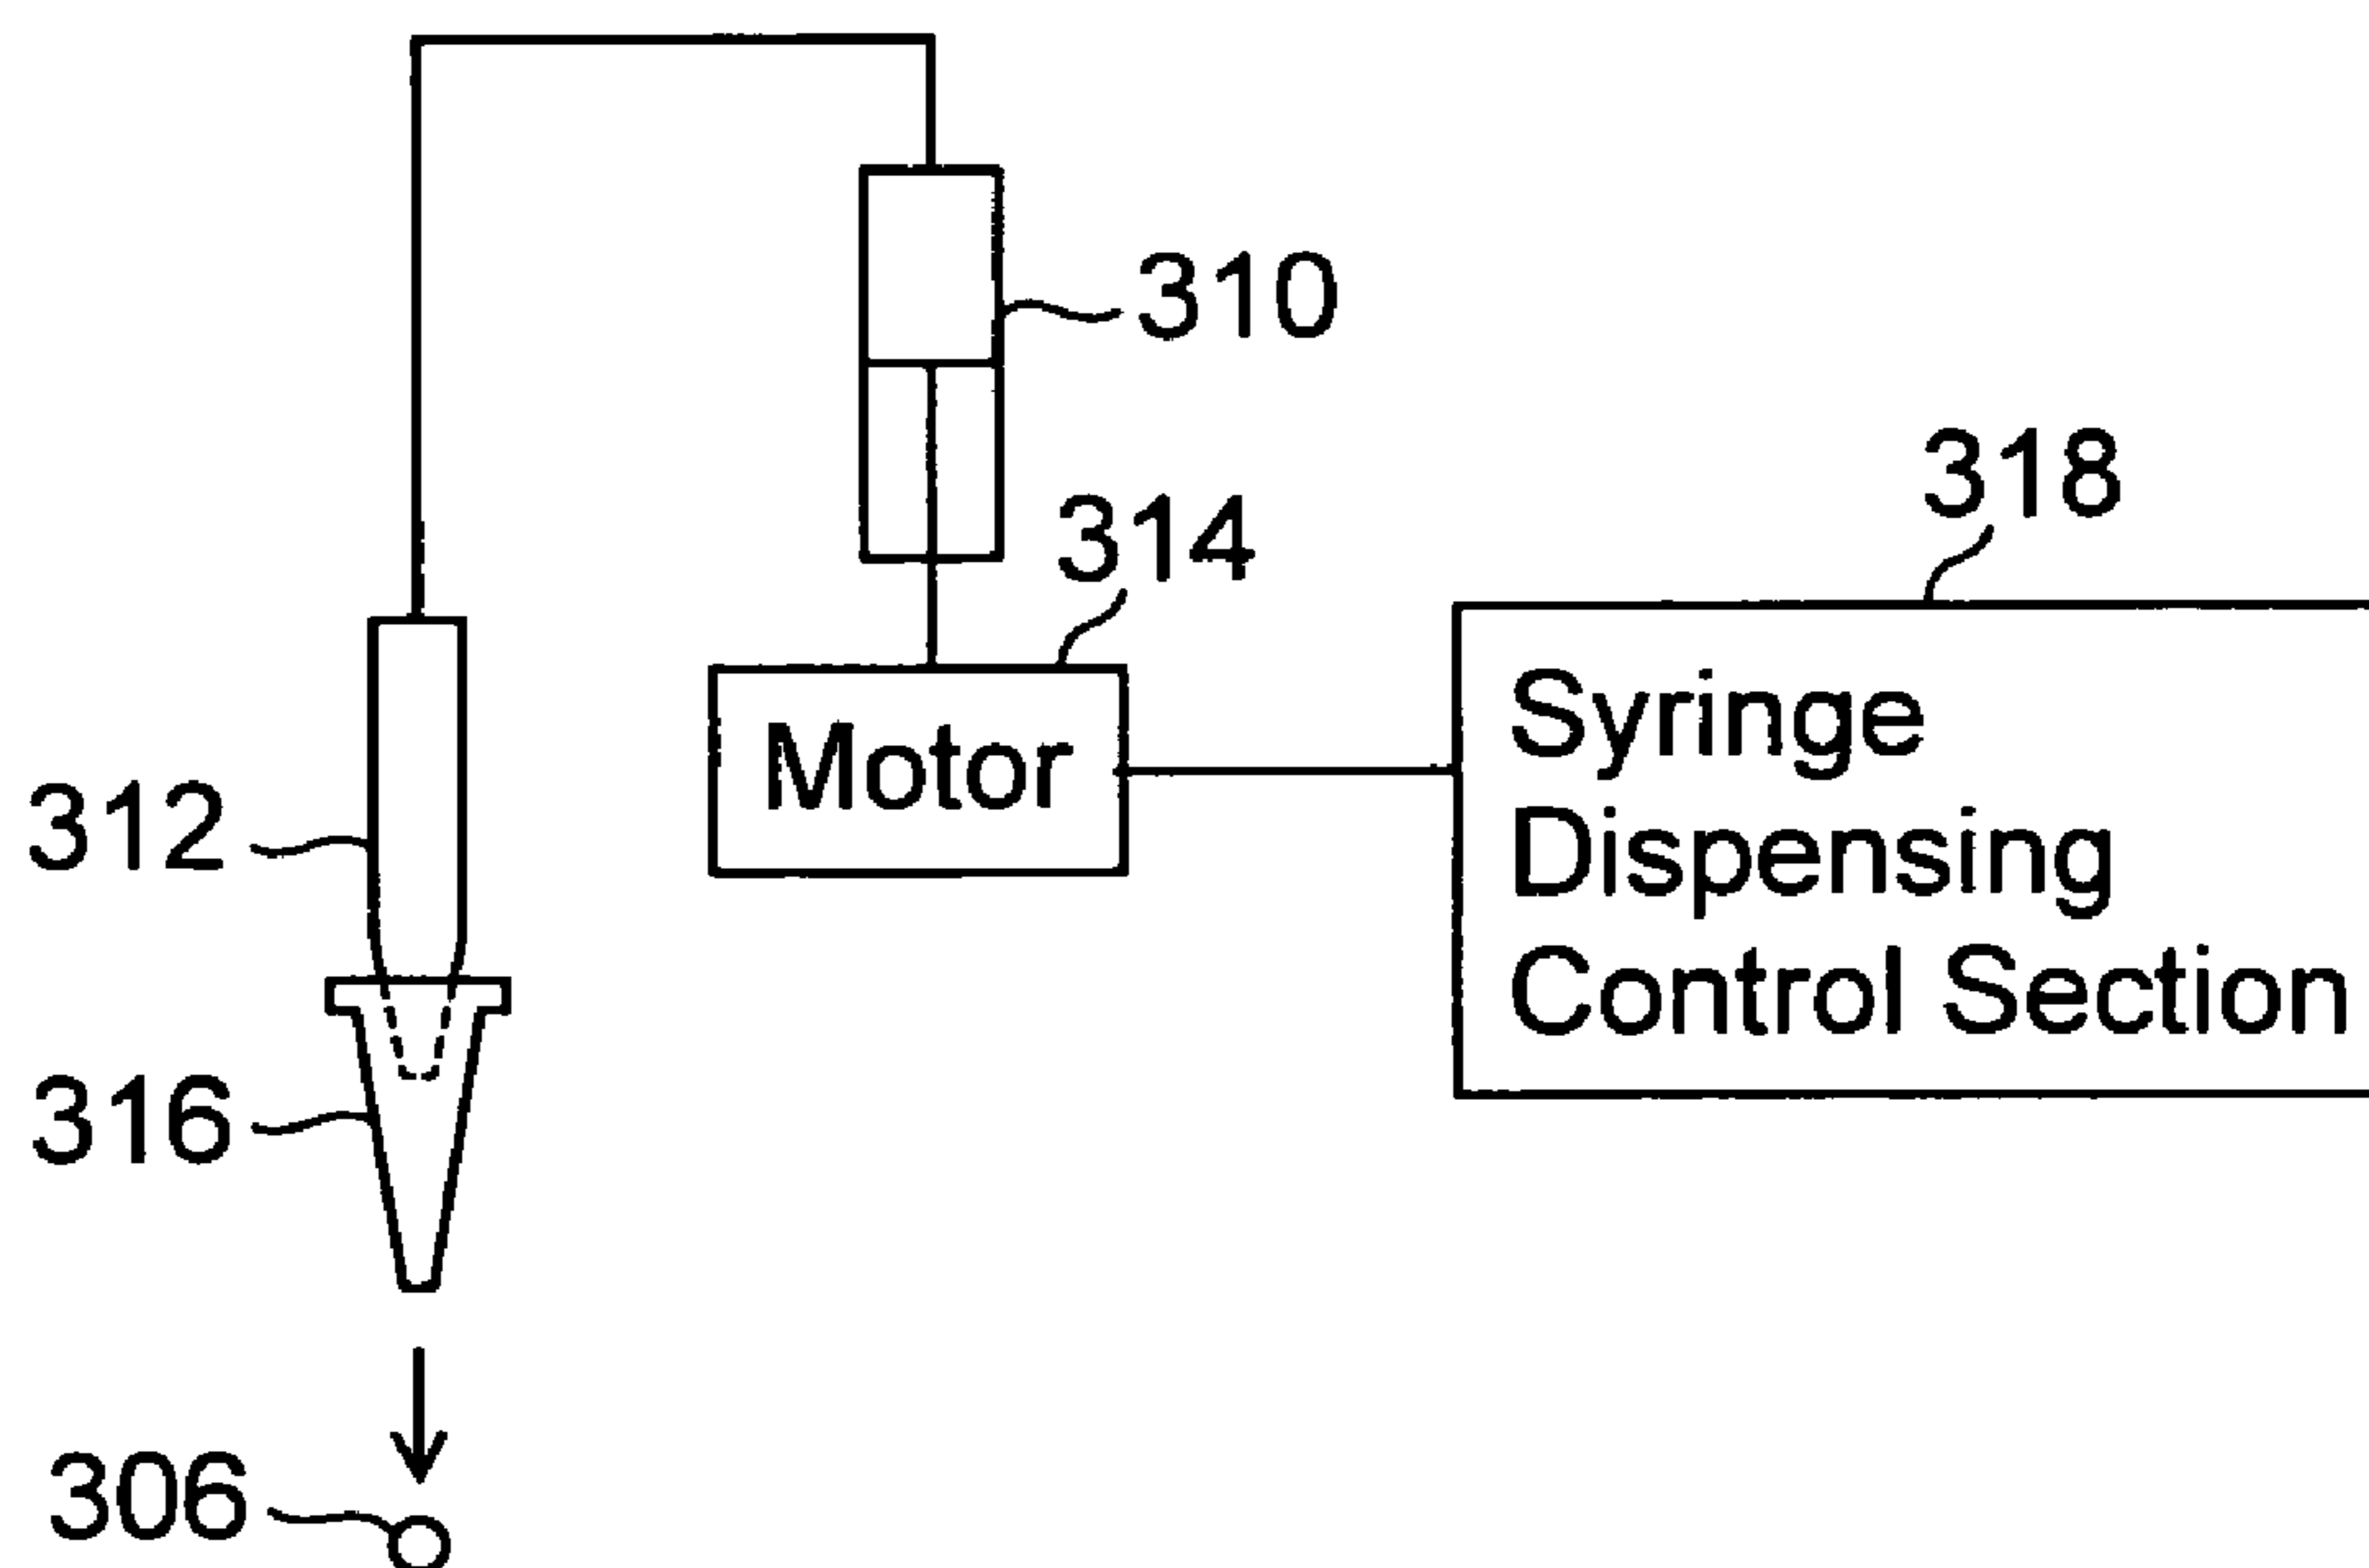 310
318
314
Motor
Syringe
Dispensing
Control Section
312
316
306